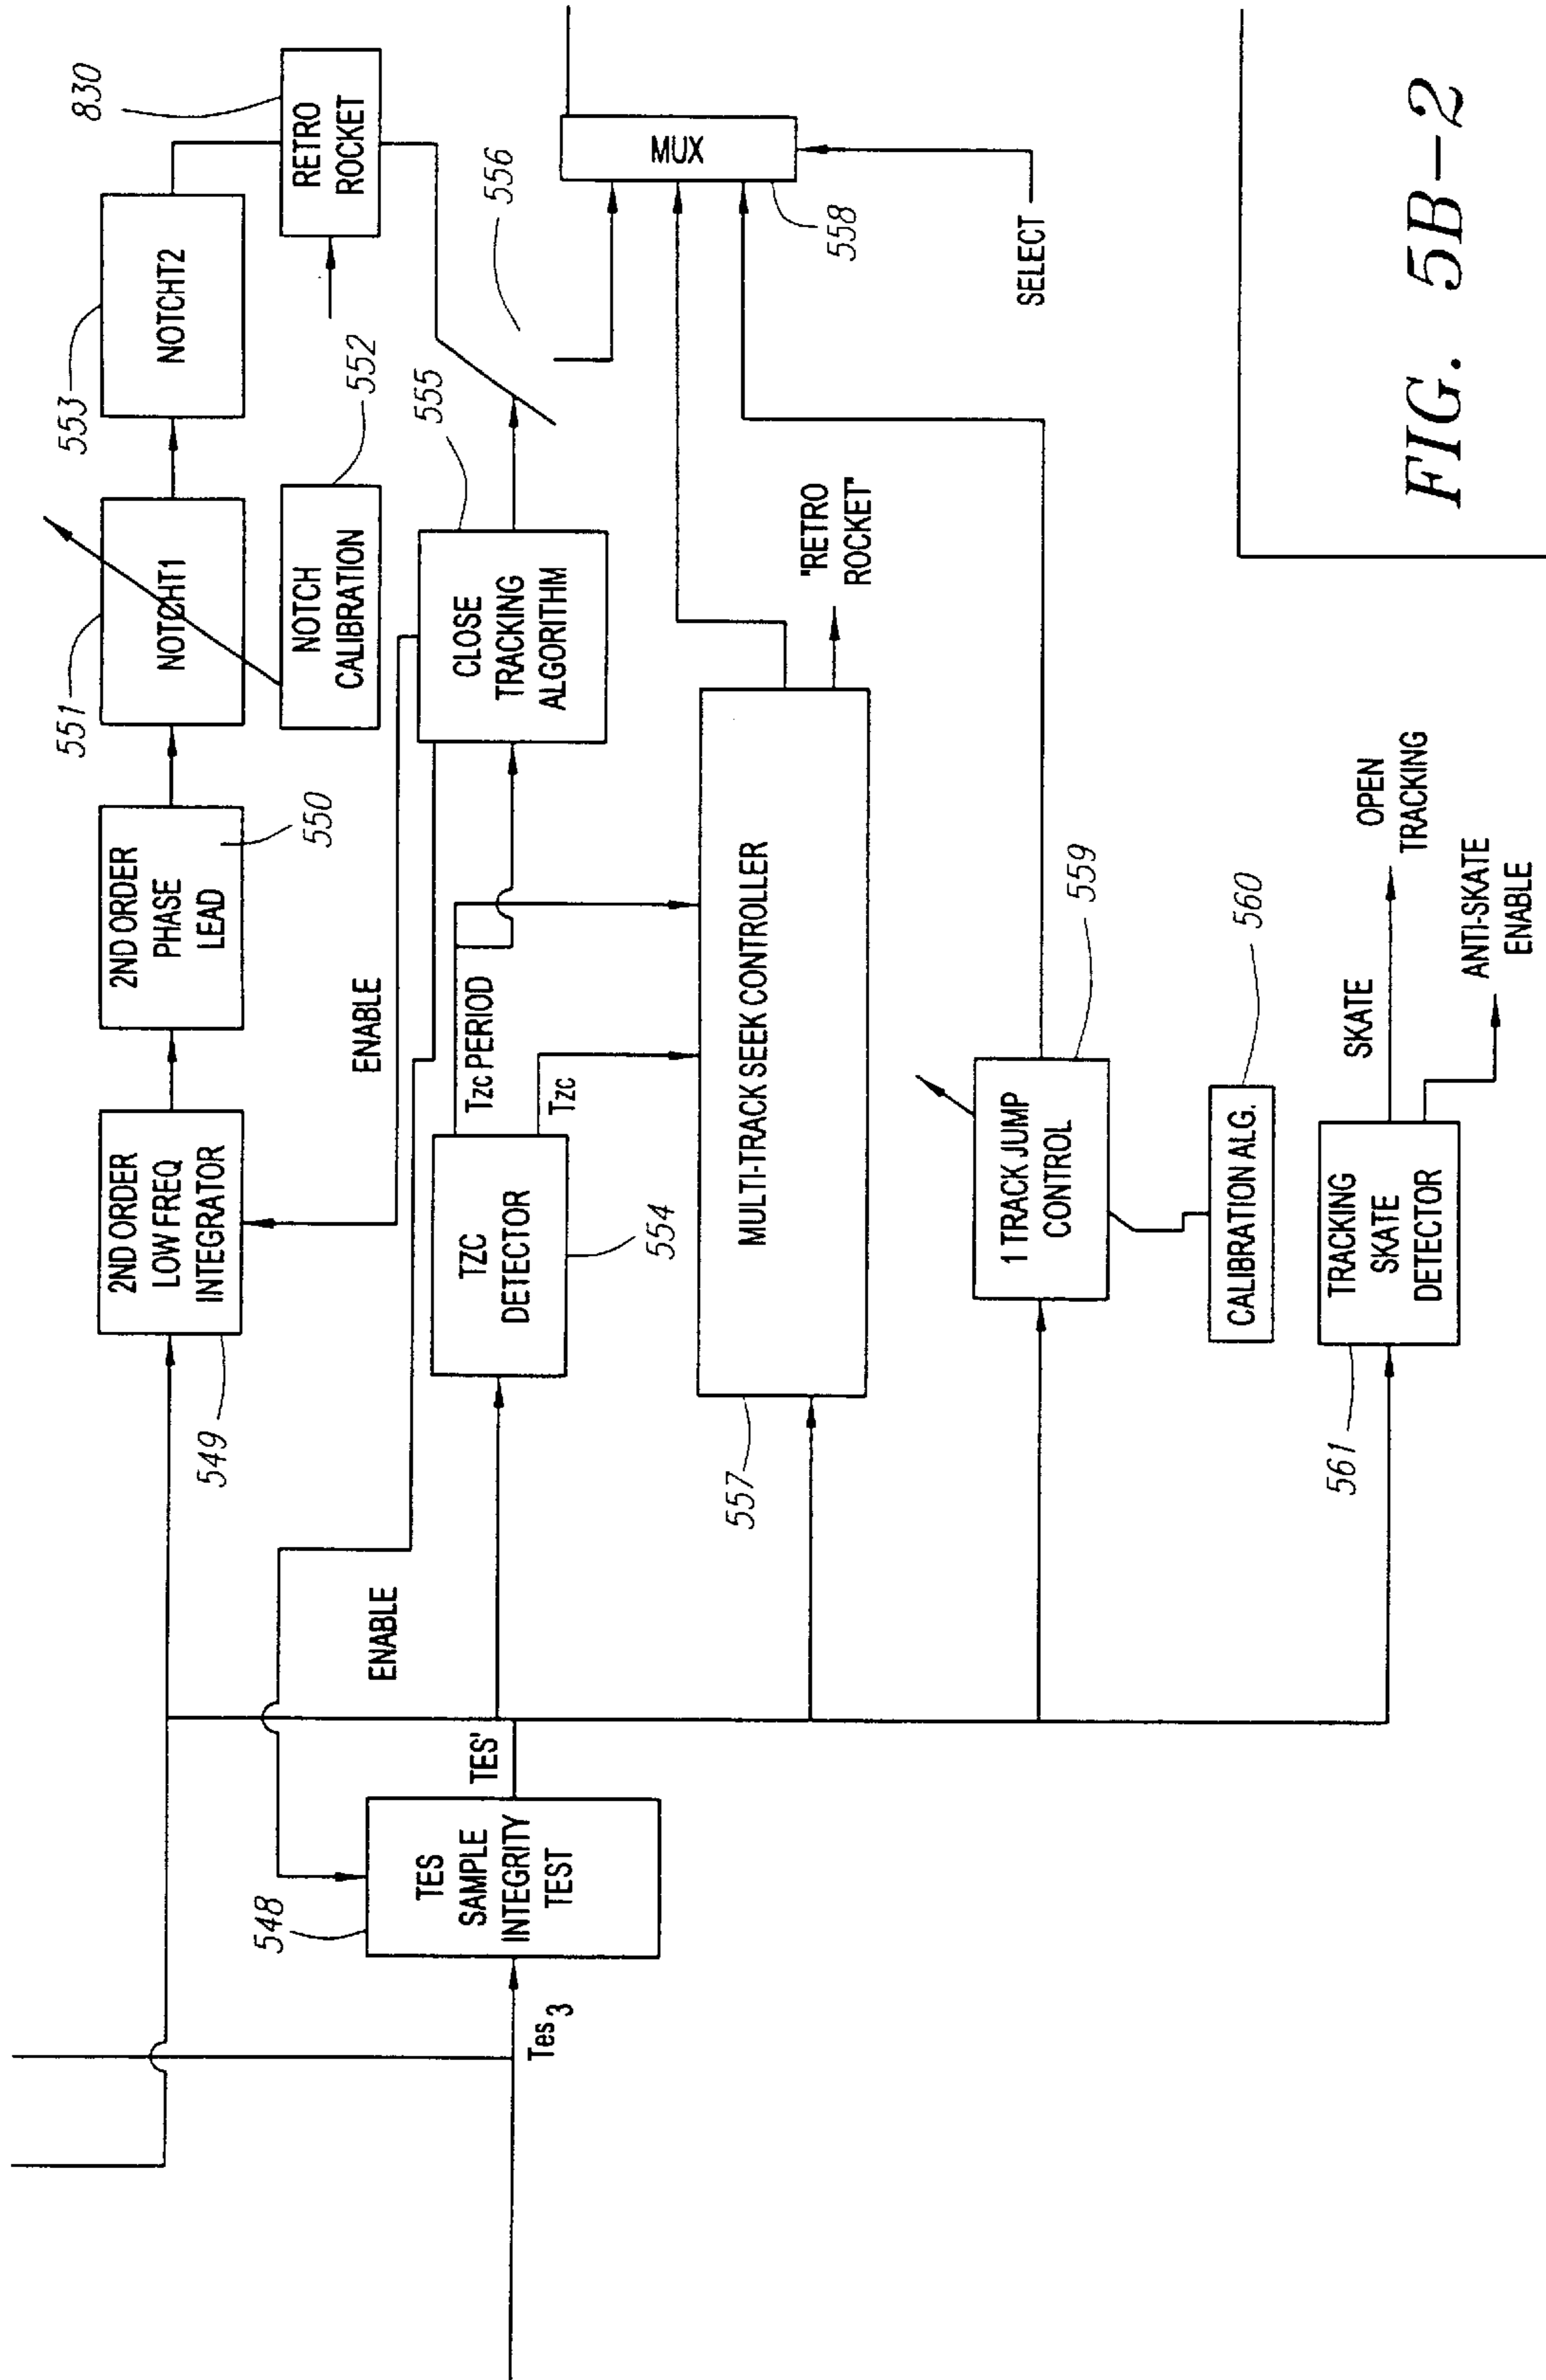 553
551
550
549
830
NOTCHT2
NOTCHT1
2ND ORDER
PHASE
LEAD
2ND ORDER
LOW FREQ
INTEGRATOR
RETRO
ROCKET
552
NOTCH
CALIBRATION
556
555
ENABLE
ENABLE
CLOSE
TRACKING
ALGORITHM
MUX
558
SELECT
Tzc PERIOD
Tzc
TZC
DETECTOR
554
548
TES
SAMPLE
INTEGRITY
TEST
TES'
Tes3
"RETRO
ROCKET"
MULTI-TRACK SEEK CONTROLLER
557
1 TRACK JUMP
CONTROL
559
CALIBRATION ALG.
560
TRACKING
SKATE
DETECTOR
561
SKATE
OPEN
TRACKING
ANTI-SKATE
ENABLE
FIG. 5B-2